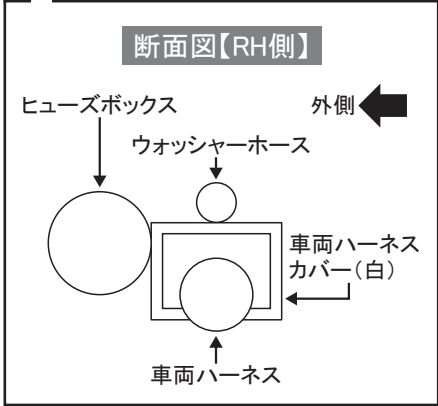 断面図【RH側】
ヒューズボックス
外側
ウォッシャーホース
車両ハーネス
カバー（白）
車両ハーネス